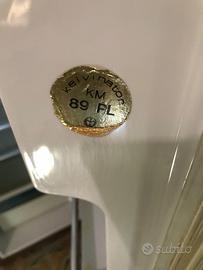 kelvinator
KM
89 PL
subito